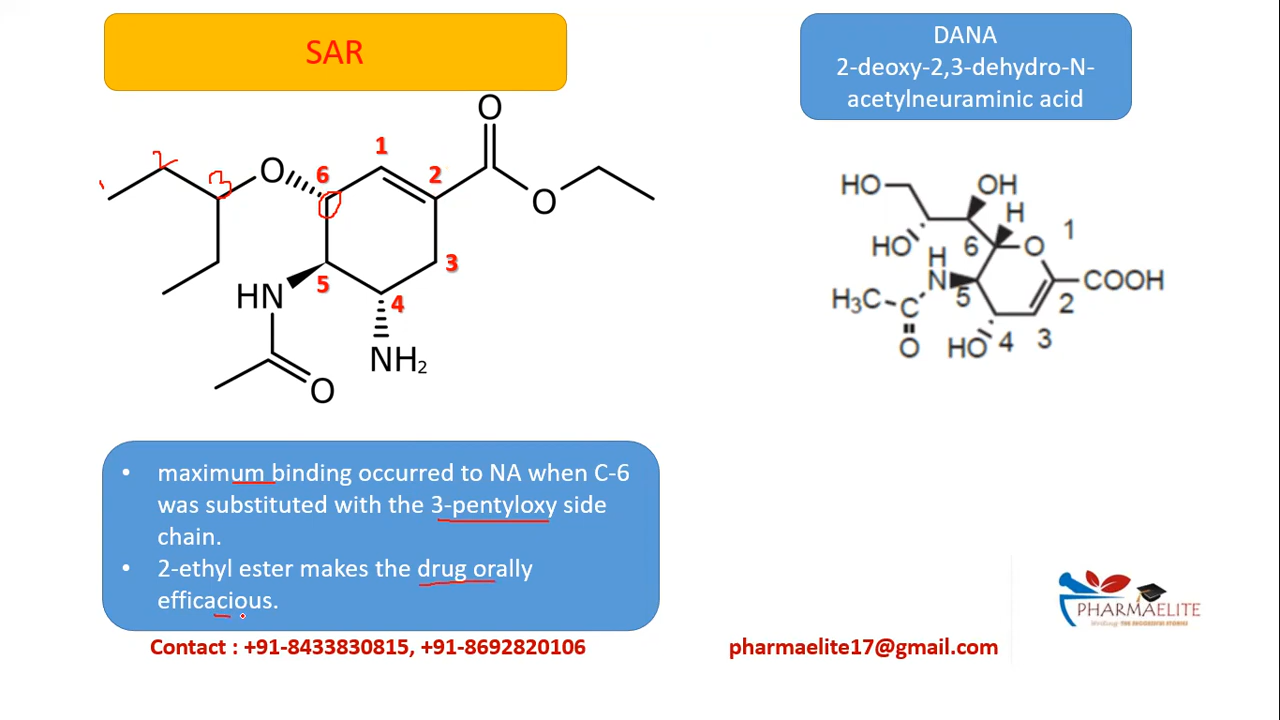 SAR
DANA
2-deoxy-2,3-dehydro-N-
acetylneuraminic acid
O
O
O
1
2
3
4
5
6
HN
NH2
O
2
3
HO
OH
H
HO
6
O
1
H
N
5
COOH
2
H3C
C
O
HO
4
3
• maximum binding occurred to NA when C-6
was substituted with the 3-pentyloxy side
chain.
• 2-ethyl ester makes the drug orally
efficacious.
PHARMAELITE
Contact : +91-8433830815, +91-8692820106
pharmaelite17@gmail.com